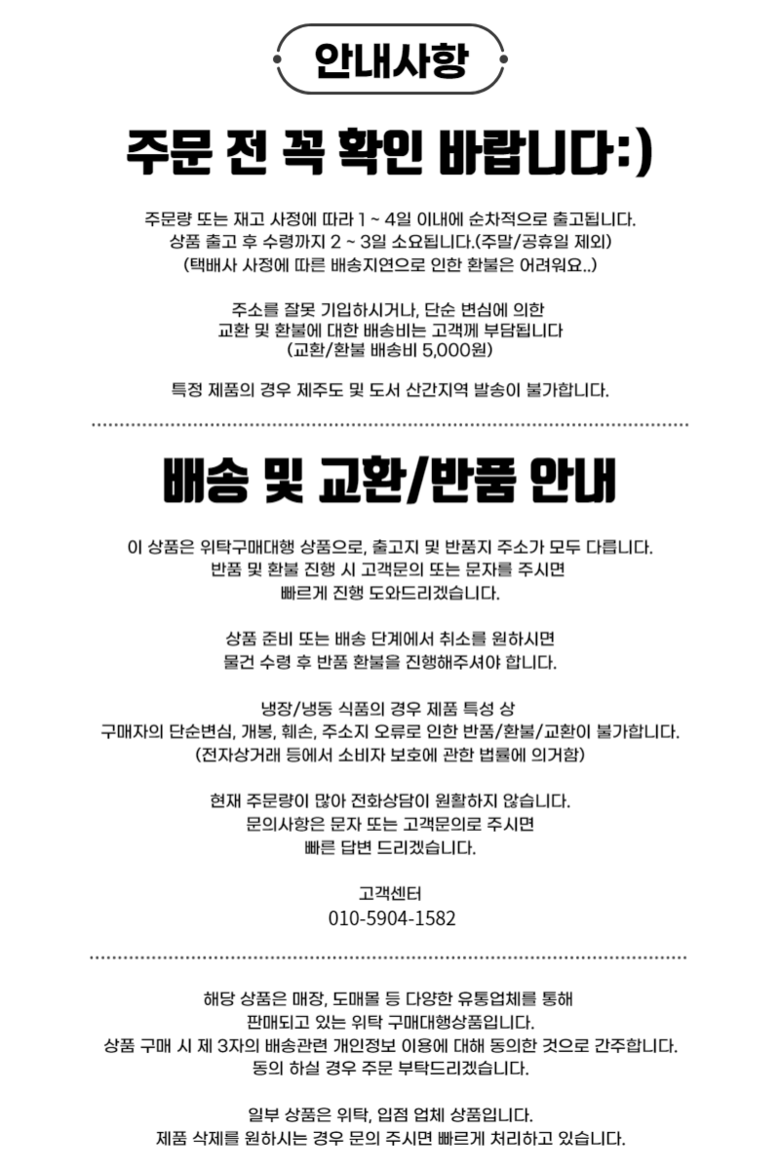 안내사항
주문 전 꼭 확인 바랍니다:)
주문량 또는 재고 사정에 따라 1 ~ 4일 이내에 순차적으로 출고됩니다.
상품 출고 후 수령까지 2 ~ 3일 소요됩니다.(주말/공휴일 제외)
(택배사 사정에 따른 배송지연으로 인한 환불은 어려워요..)
주소를 잘못 기입하시거나, 단순 변심에 의한
교환 및 환불에 대한 배송비는 고객께 부담됩니다
(교환/환불 배송비 5,000원)
특정 제품의 경우 제주도 및 도서 산간지역 발송이 불가합니다.
배송 및 교환/반품 안내
이 상품은 위탁구매대행 상품으로, 출고지 및 반품지 주소가 모두 다릅니다.
반품 및 환불 진행 시 고객문의 또는 문자를 주시면
빠르게 진행 도와드리겠습니다.
상품 준비 또는 배송 단계에서 취소를 원하시면
물건 수령 후 반품 환불을 진행해주셔야 합니다.
냉장/냉동 식품의 경우 제품 특성 상
구매자의 단순변심, 개봉, 훼손, 주소지 오류로 인한 반품/환불/교환이 불가합니다.
(전자상거래 등에서 소비자 보호에 관한 법률에 의거함)
현재 주문량이 많아 전화상담이 원활하지 않습니다.
문의사항은 문자 또는 고객문의로 주시면
빠른 답변 드리겠습니다.
고객센터
010-5904-1582
해당 상품은 매장, 도매몰 등 다양한 유통업체를 통해
판매되고 있는 위탁 구매대행상품입니다.
상품 구매 시 제 3자의 배송관련 개인정보 이용에 대해 동의한 것으로 간주합니다.
동의 하실 경우 주문 부탁드리겠습니다.
일부 상품은 위탁, 입점 업체 상품입니다.
제품 삭제를 원하시는 경우 문의 주시면 빠르게 처리하고 있습니다.